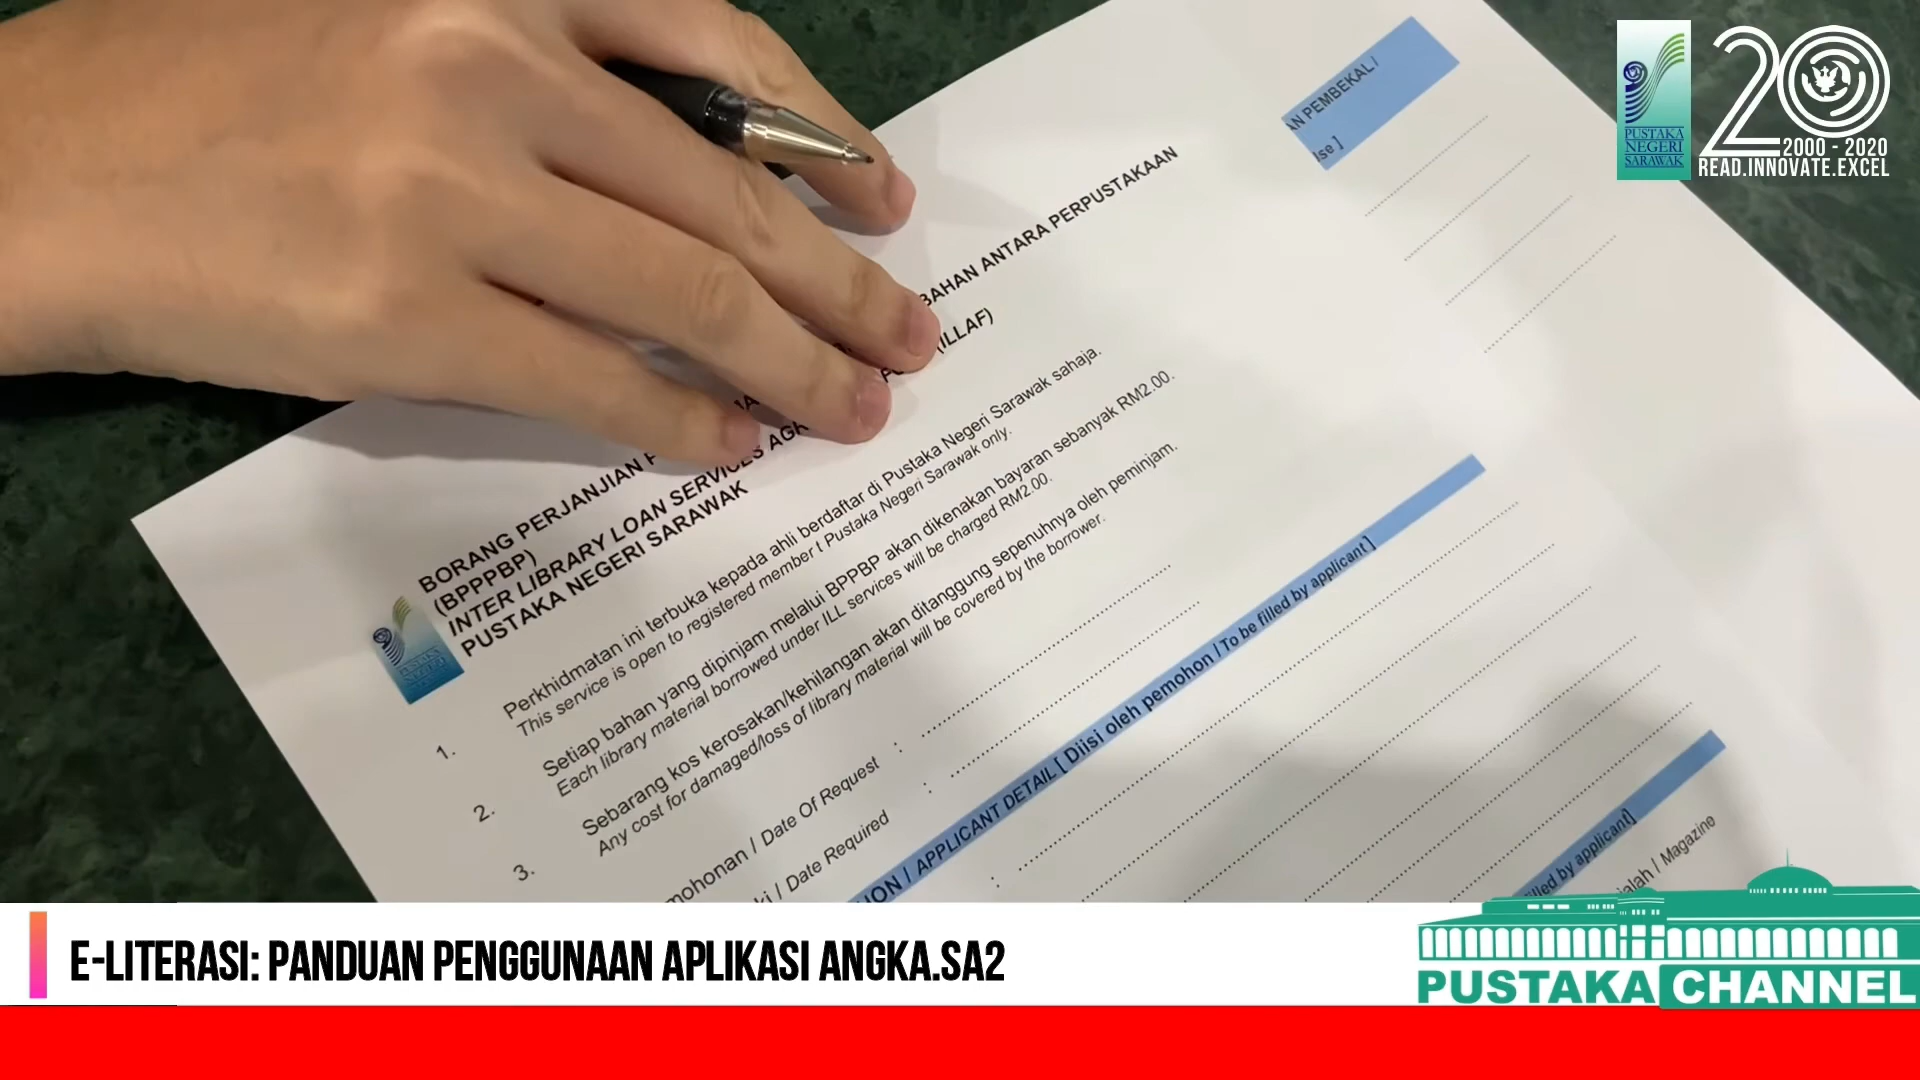 PUSTAKA
NEGERI
SARAWAK
20
2000 - 2020
READ.INNOVATE.EXCEL
PEMBEKAL /
BORANG PERJANJIAN
BAHAN ANTARA PERPUSTAKAAN
(BPPBP)
INTER LIBRARY LOAN SERVICES
(ILLAF)
PUSTAKA NEGERI SARAWAK
1. Perkhidmatan ini terbuka kepada ahli berdaftar di Pustaka Negeri Sarawak sahaja.
This service is open to registered member t Pustaka Negeri Sarawak only.
2. Setiap bahan yang dipinjam melalui BPPBP akan dikenakan bayaran sebanyak RM2.00.
Each library material borrowed under ILL services will be charged RM2.00.
3. Sebarang kos kerosakan/kehilangan akan ditanggung sepenuhnya oleh peminjam.
Any cost for damaged/loss of library material will be covered by the borrower.
mohonan / Date Of Request :
/ Date Required :
/ APPLICANT DETAIL [ Diisi oleh pemohon / To be filled by applicant ]
:
filled by applicant]
/ Magazine
E-LITERASI: PANDUAN PENGGUNAAN APLIKASI ANGKA.SA2
PUSTAKA CHANNEL